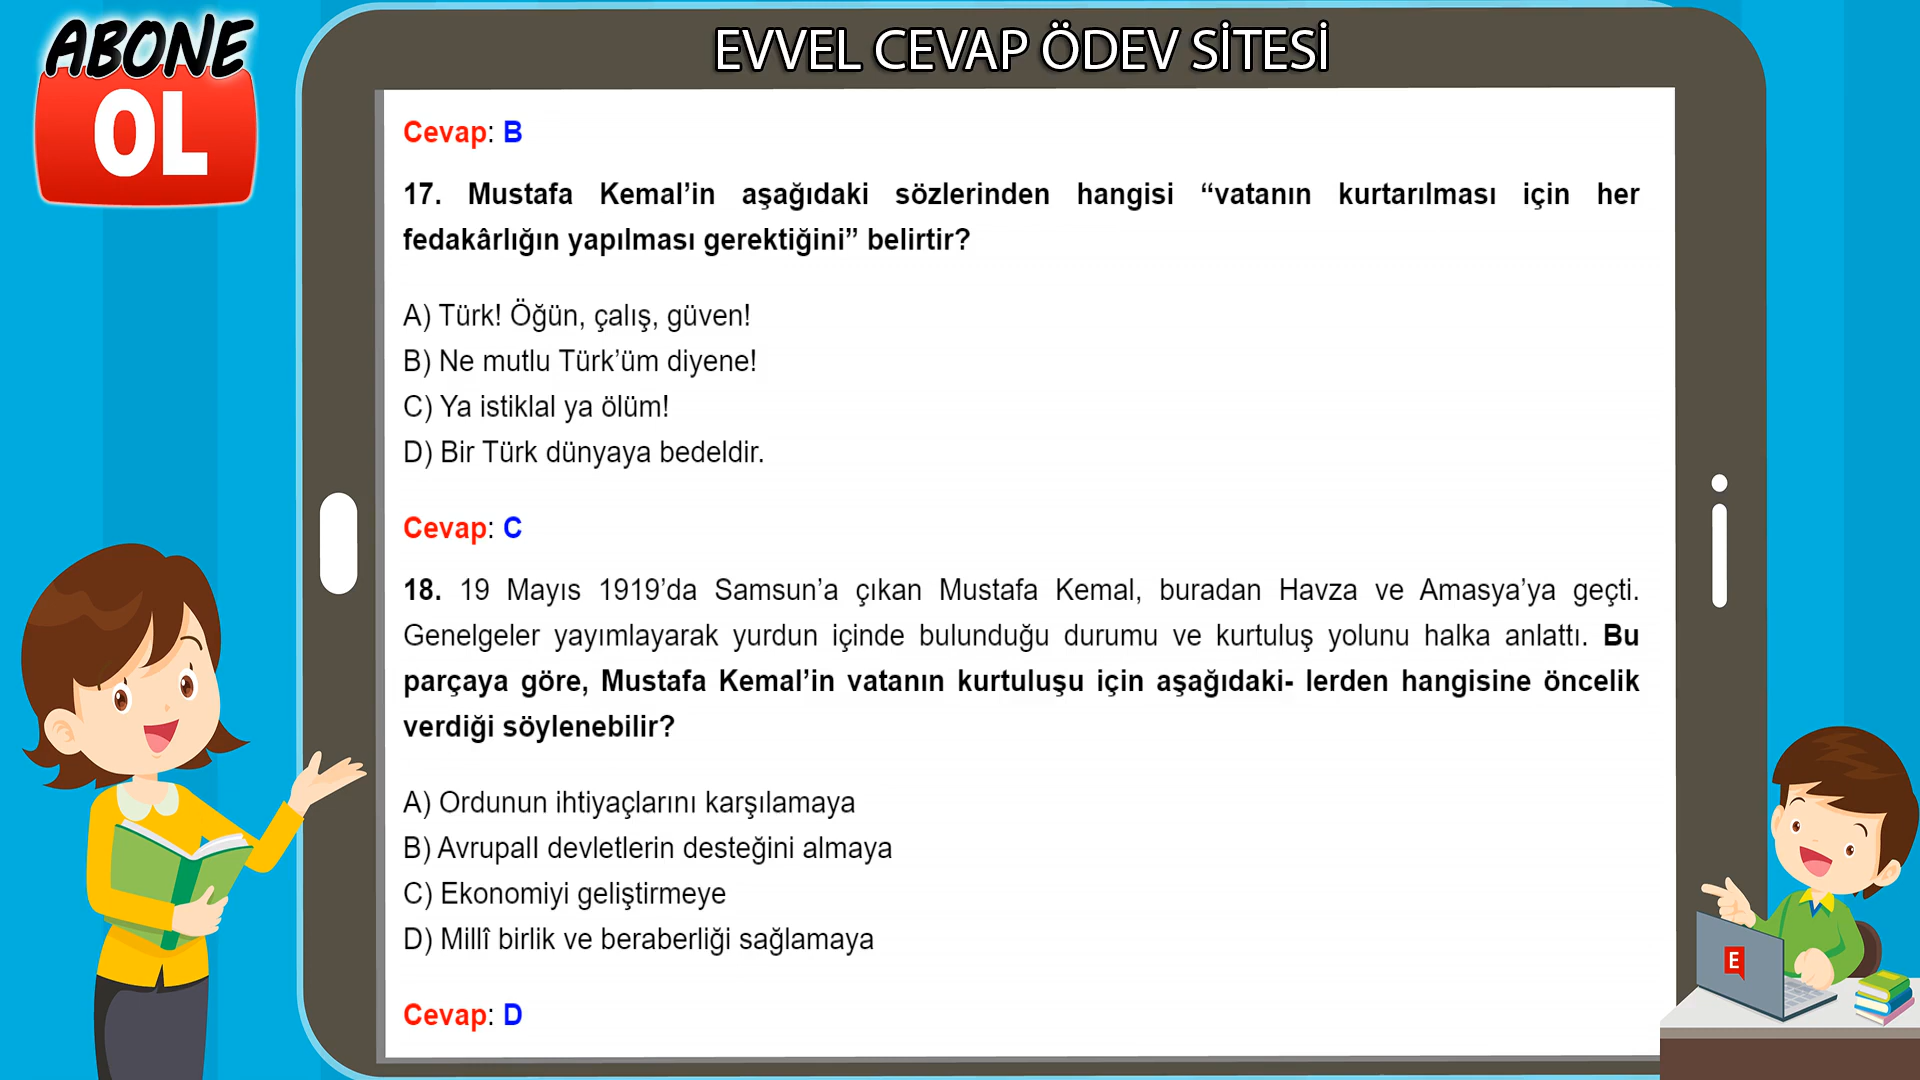 ABONE
OL
EVVEL CEVAP ÖDEV SİTESİ
Cevap: B
17. Mustafa Kemal’in aşağıdaki sözlerinden hangisi “vatanın kurtarılması için her
fedakârlığın yapılması gerektiğini” belirtir?
A) Türk! Öğün, çalış, güven!
B) Ne mutlu Türk’üm diyene!
C) Ya istiklal ya ölüm!
D) Bir Türk dünyaya bedeldir.
Cevap: C
18. 19 Mayıs 1919’da Samsun’a çıkan Mustafa Kemal, buradan Havza ve Amasya’ya geçti.
Genelgeler yayımlayarak yurdun içinde bulunduğu durumu ve kurtuluş yolunu halka anlattı. Bu
parçaya göre, Mustafa Kemal’in vatanın kurtuluşu için aşağıdaki- lerden hangisine öncelik
verdiği söylenebilir?
A) Ordunun ihtiyaçlarını karşılamaya
B) AvrupalI devletlerin desteğini almaya
C) Ekonomiyi geliştirmeye
D) Millî birlik ve beraberliği sağlamaya
Cevap: D
E